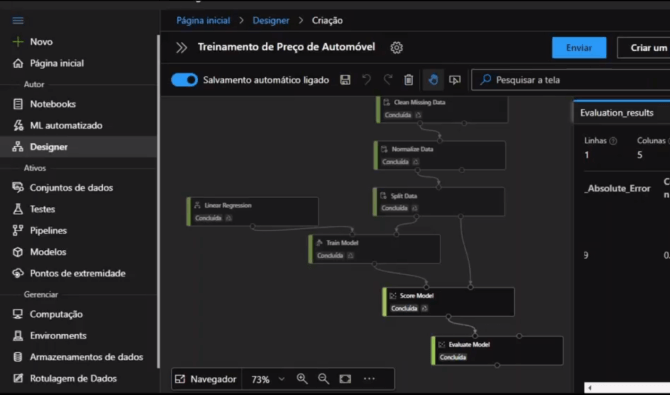 Página inicial > Designer > Criação
Novo
Treinamento de Preço de Automóvel
Enviar
Criar um
Página inicial
Autor
Salvamento automático ligado
Pesquisar a tela
Notebooks
ML automatizado
Designer
Ativos
Conjuntos de dados
Testes
Pipelines
Modelos
Pontos de extremidade
Gerenciar
Computação
Environments
Armazenamentos de dados
Rotulagem de Dados
Clean Missing Data
Concluída
Normalize Data
Concluída
Split Data
Concluída
Linear Regression
Concluída
Train Model
Concluída
Score Model
Concluída
Evaluate Model
Concluída
Navegador
73%
Evaluation_results
Linhas
Colunas
1
5
_Absolute_Error
9